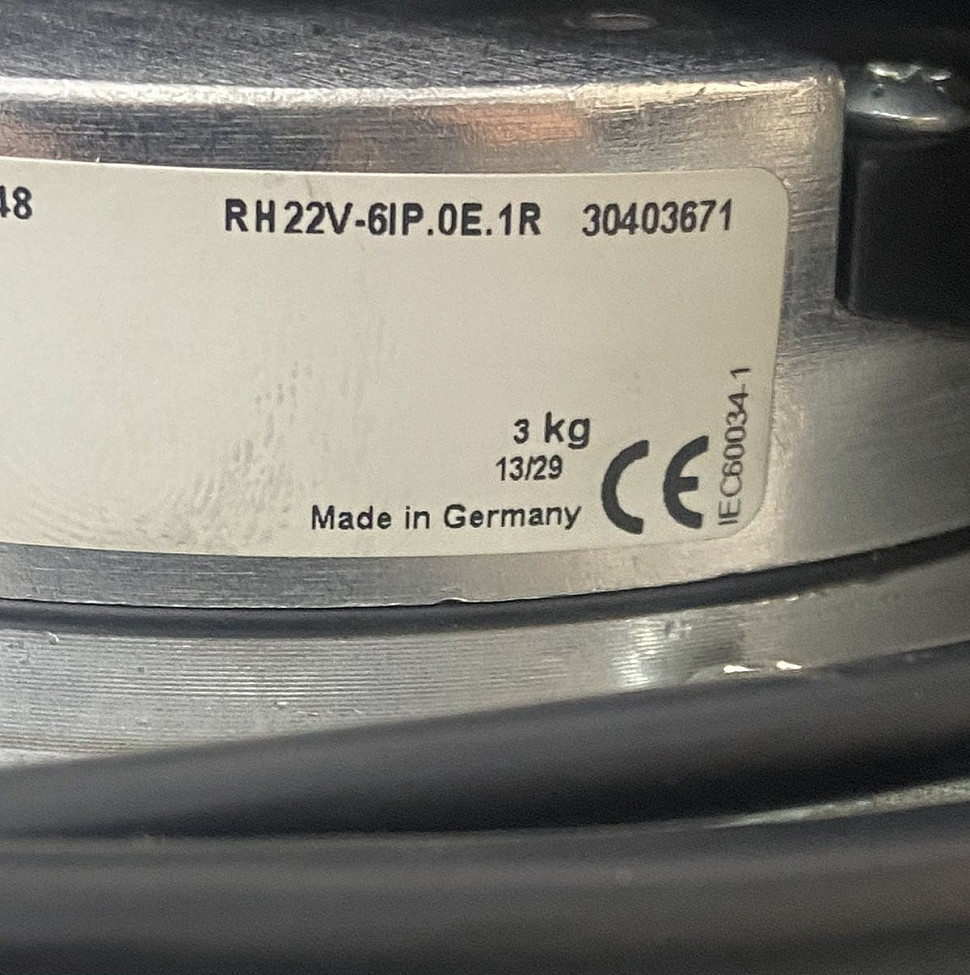 48 RH22V-6IP.0E.1R 30403671
3 kg
13/29
Made in Germany CE
IEC60034-1